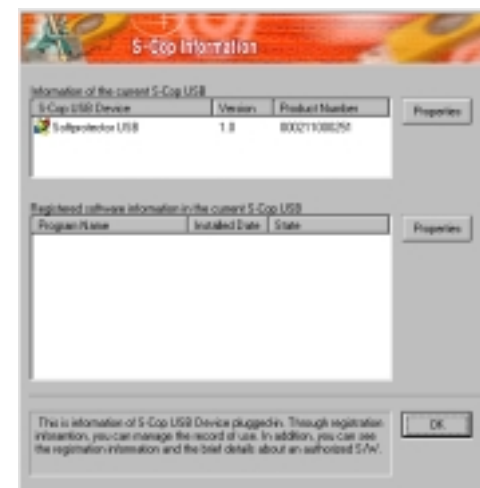 S-Cop Information
Information of the current S-Cop USB
S-Cop USB Device Version Product Number Properties
Softprotector USB 1.0 000211000251
Registered software information in the current S-Cop USB
Program Name Installed Date State Properties
This is information of S-Cop USB Device plugged-in. Through registration OK
information, you can manage the record of use. In addition, you can see
the registration information and the brief details about an authorized S/W.